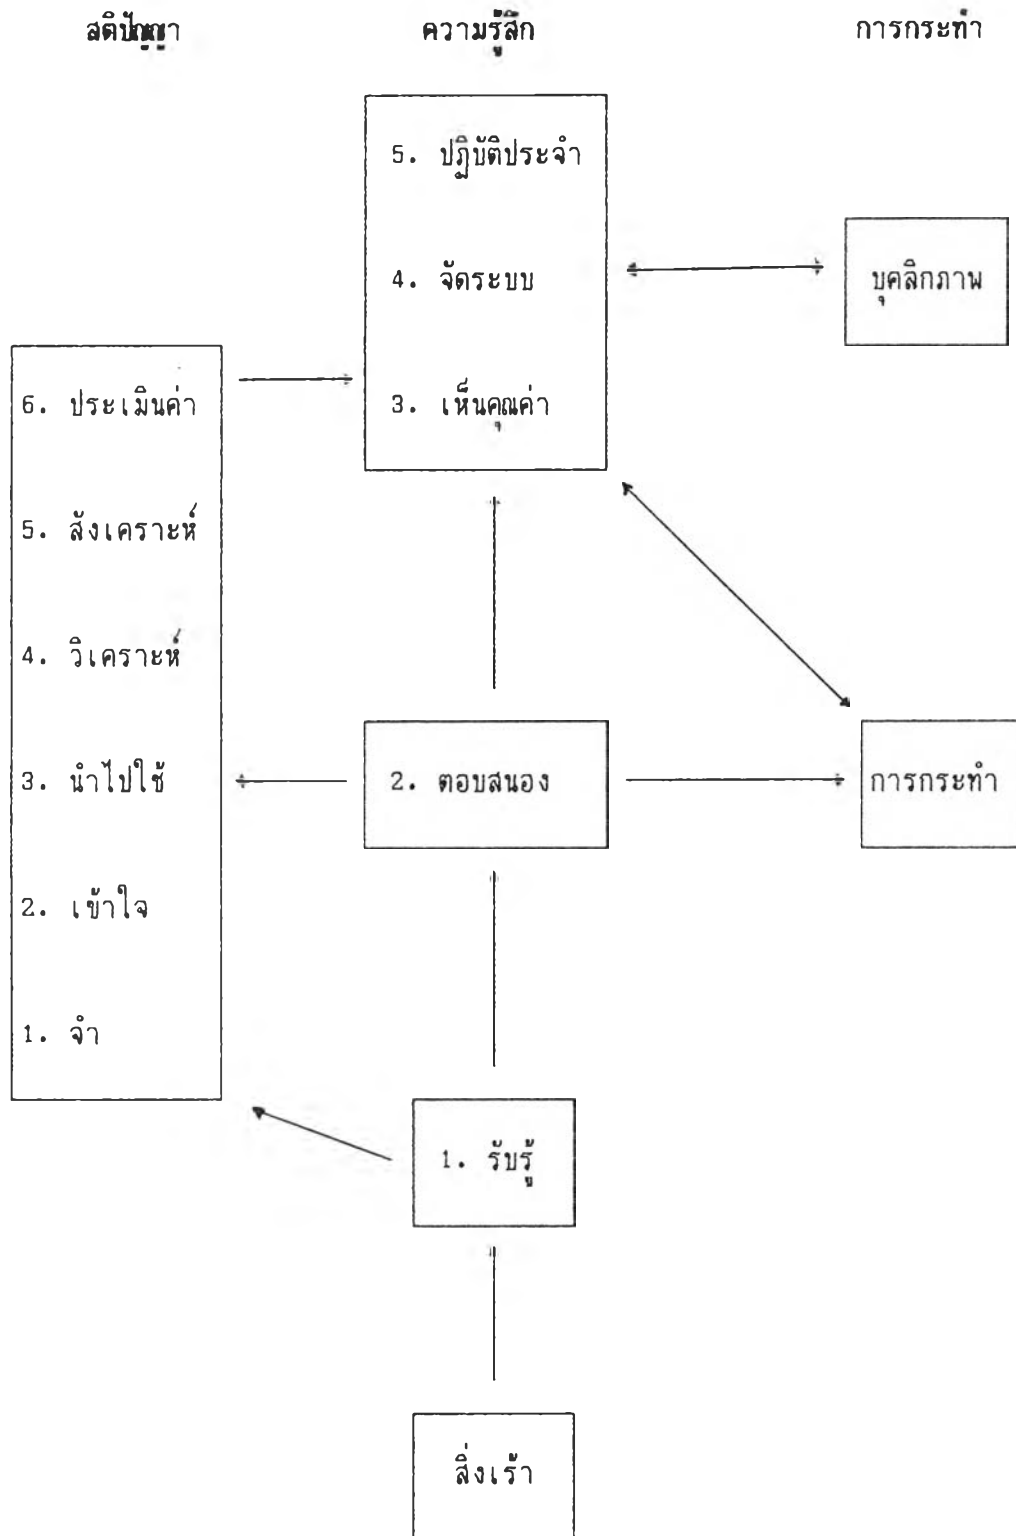 สติปัญญา ความรู้สึก การกระทำ
5. ปฏิบัติประจำ
4. จัดระบบ
บุคลิกภาพ
3. เห็นคุณค่า
6. ประเมินค่า
5. สังเคราะห์
4. วิเคราะห์
3. นำไปใช้
2. ตอบสนอง
การกระทำ
2. เข้าใจ
1. จำ
1. รับรู้
สิ่งเร้า